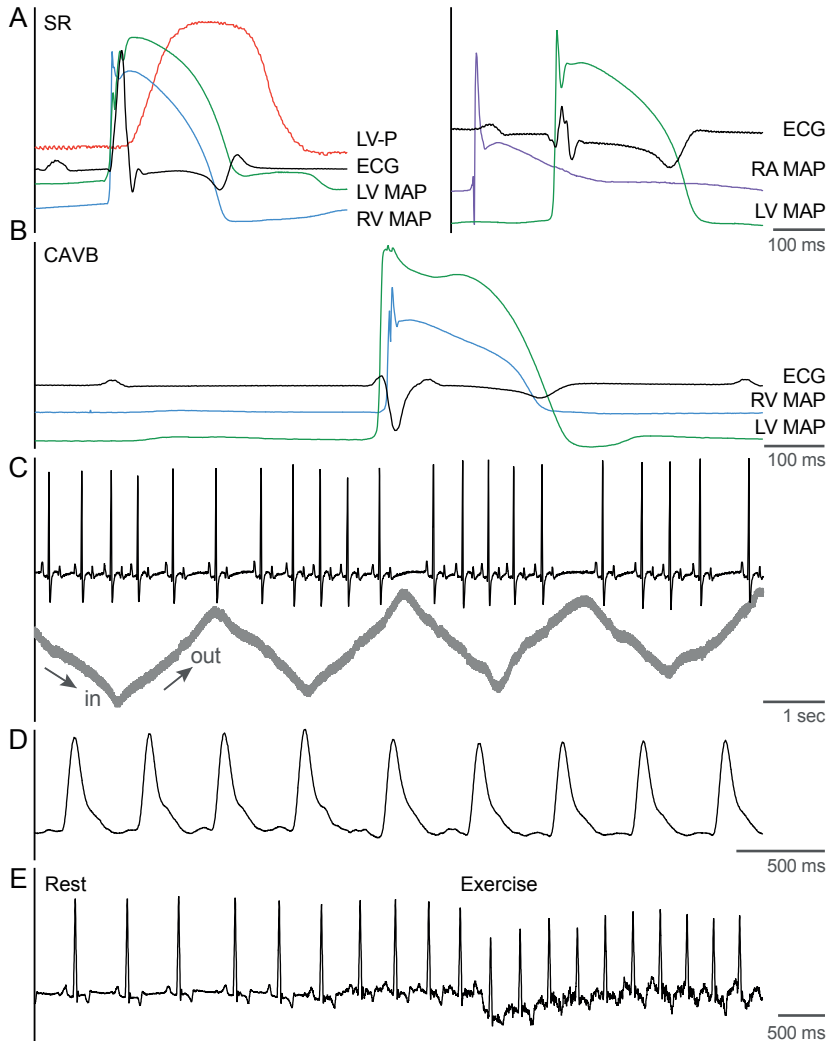 A
SR
LV-P
ECG
LV MAP
RV MAP
ECG
RA MAP
LV MAP
100 ms
B
CAVB
ECG
RV MAP
LV MAP
100 ms
C
in
out
1 sec
D
500 ms
E
Rest
Exercise
500 ms